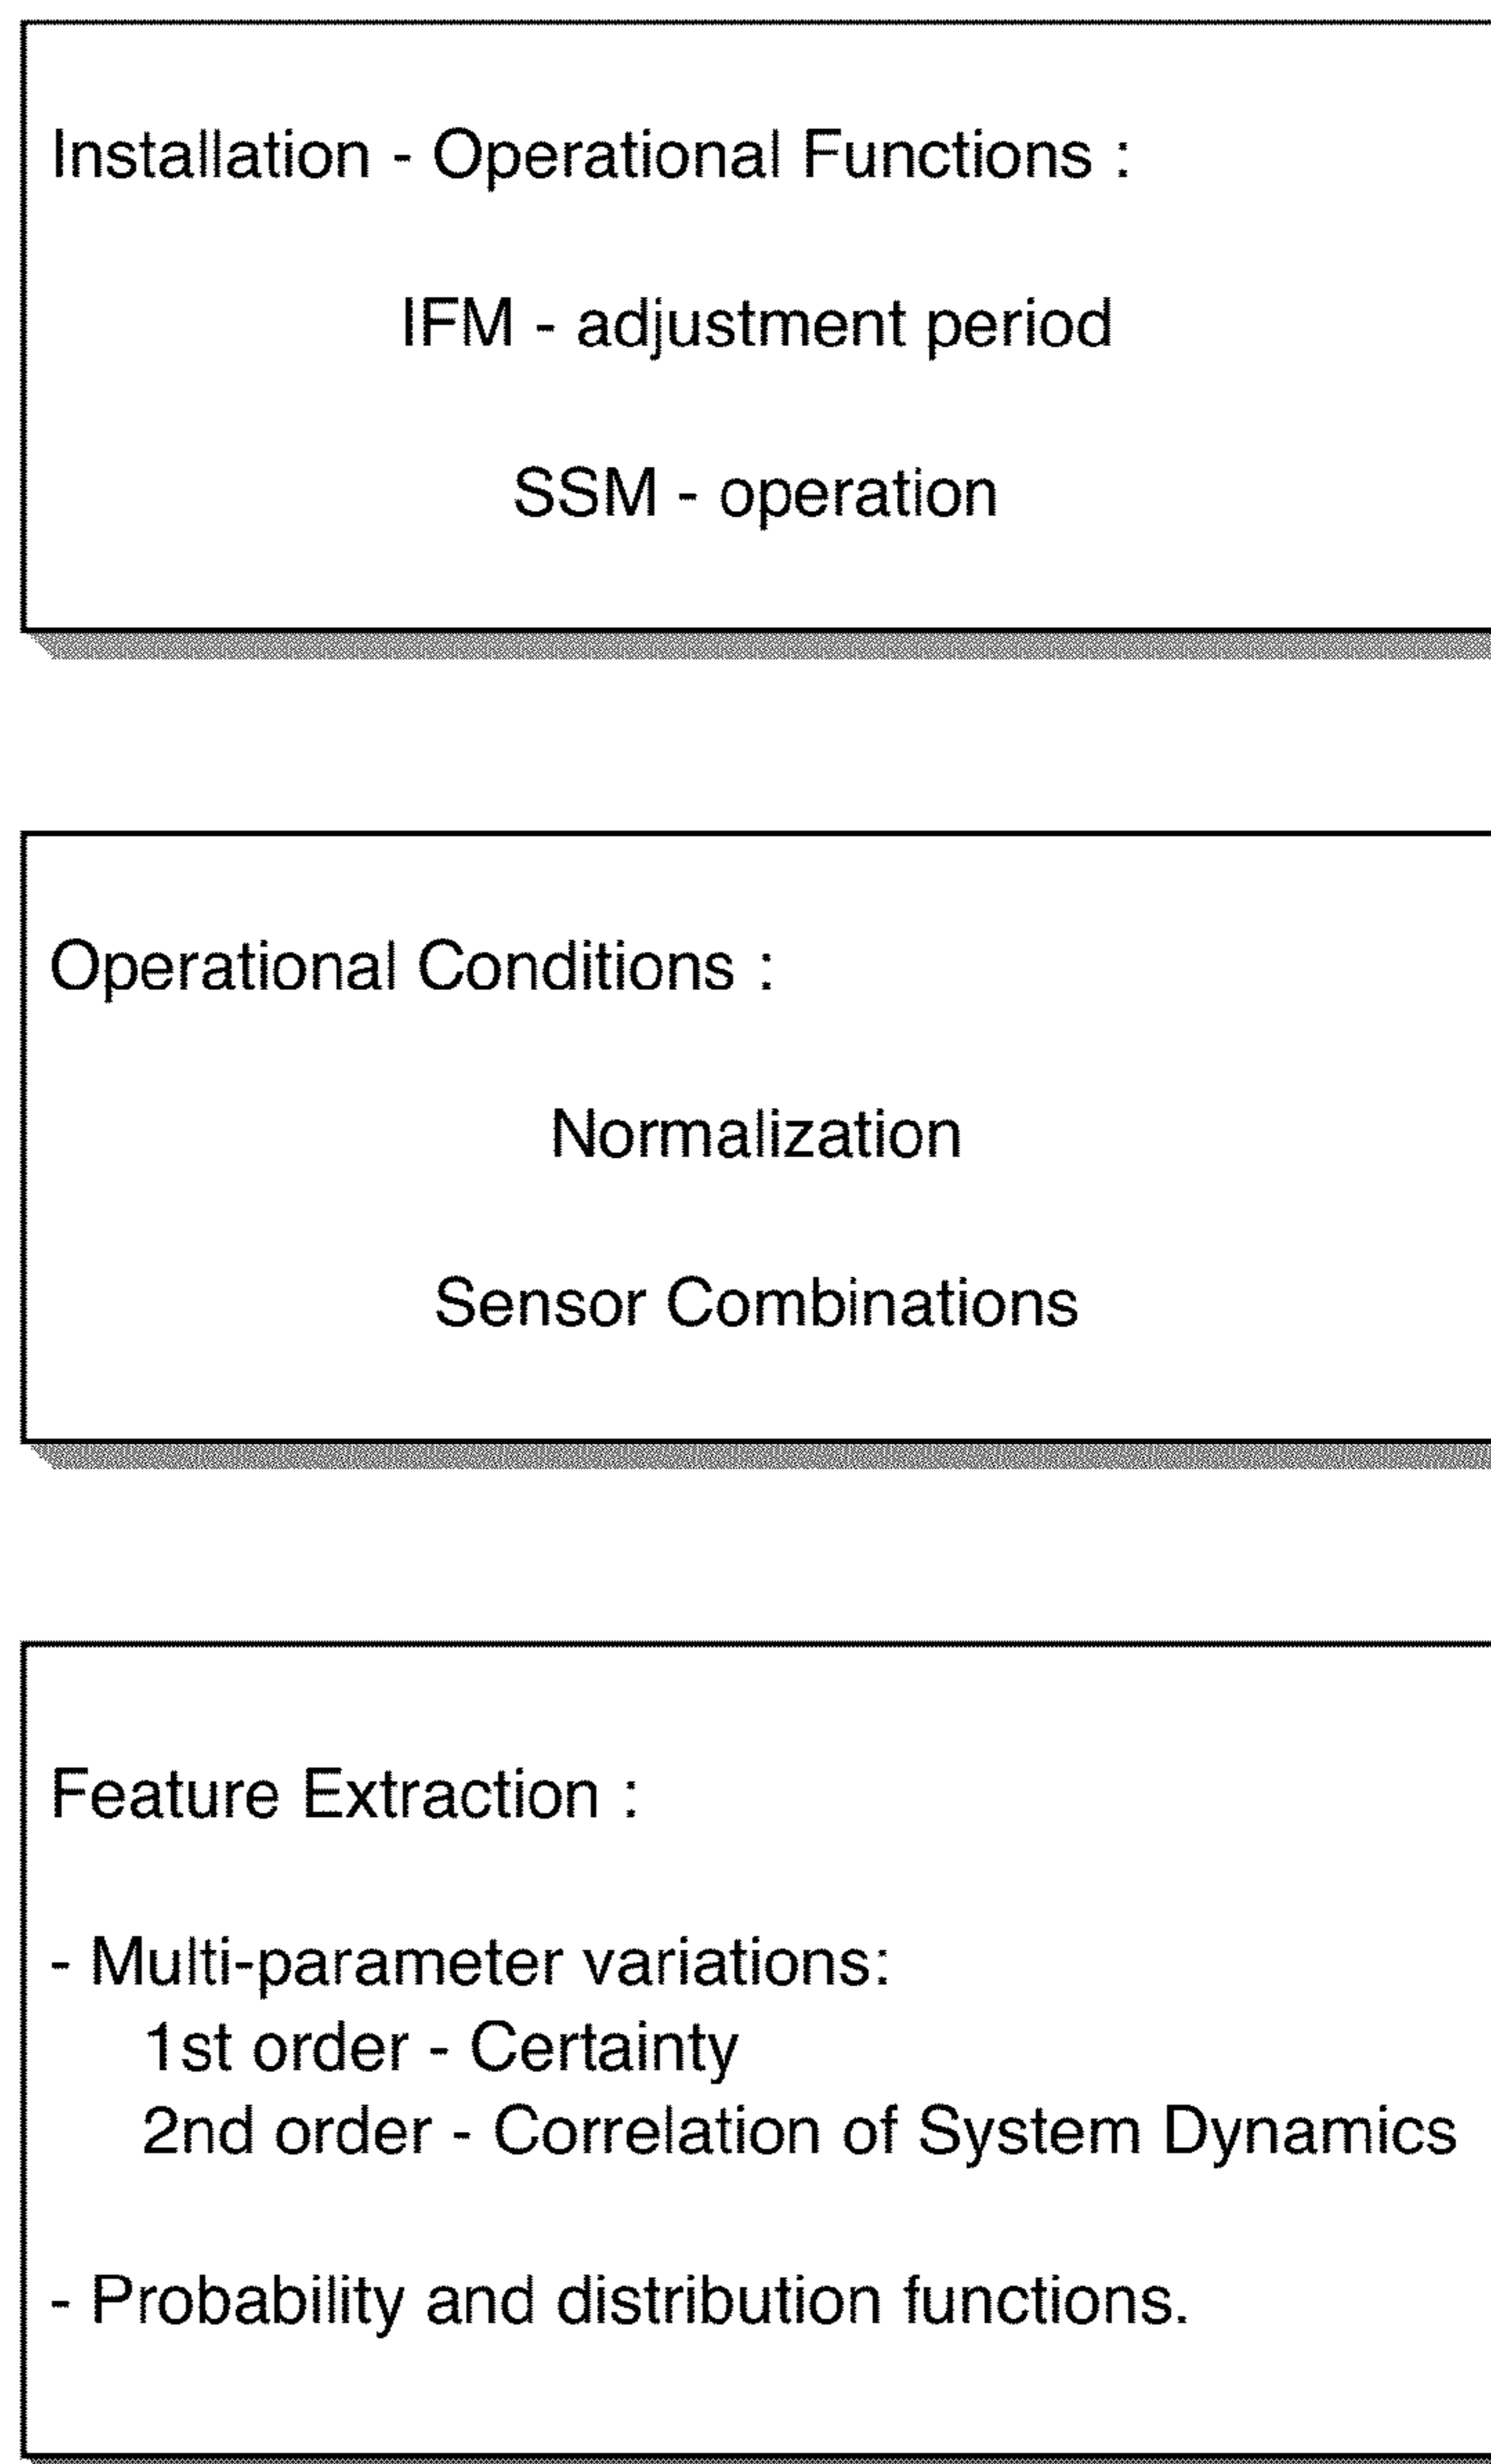 Installation - Operational Functions :
IFM - adjustment period
SSM - operation
Operational Conditions :
Normalization
Sensor Combinations
Feature Extraction :
- Multi-parameter variations:
1st order - Certainty
2nd order - Correlation of System Dynamics
- Probability and distribution functions.